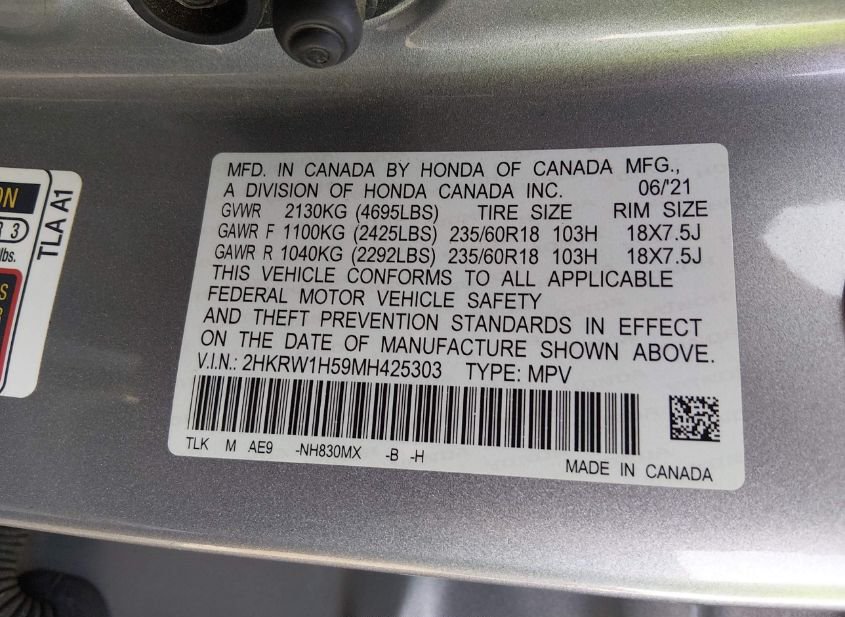 MFD. IN CANADA BY HONDA OF CANADA MFG.,
A DIVISION OF HONDA CANADA INC. 06/'21
GVWR 2130KG (4695LBS) TIRE SIZE RIM SIZE
GAWR F 1100KG (2425LBS) 235/60R18 103H 18X7.5J
GAWR R 1040KG (2292LBS) 235/60R18 103H 18X7.5J
THIS VEHICLE CONFORMS TO ALL APPLICABLE
FEDERAL MOTOR VEHICLE SAFETY
AND THEFT PREVENTION STANDARDS IN EFFECT
ON THE DATE OF MANUFACTURE SHOWN ABOVE.
V.I.N.: 2HKRW1H59MH425303 TYPE: MPV
TLK M AE9 -NH830MX -B -H
MADE IN CANADA
TLA A1
ON
R 3
lbs.
S
R